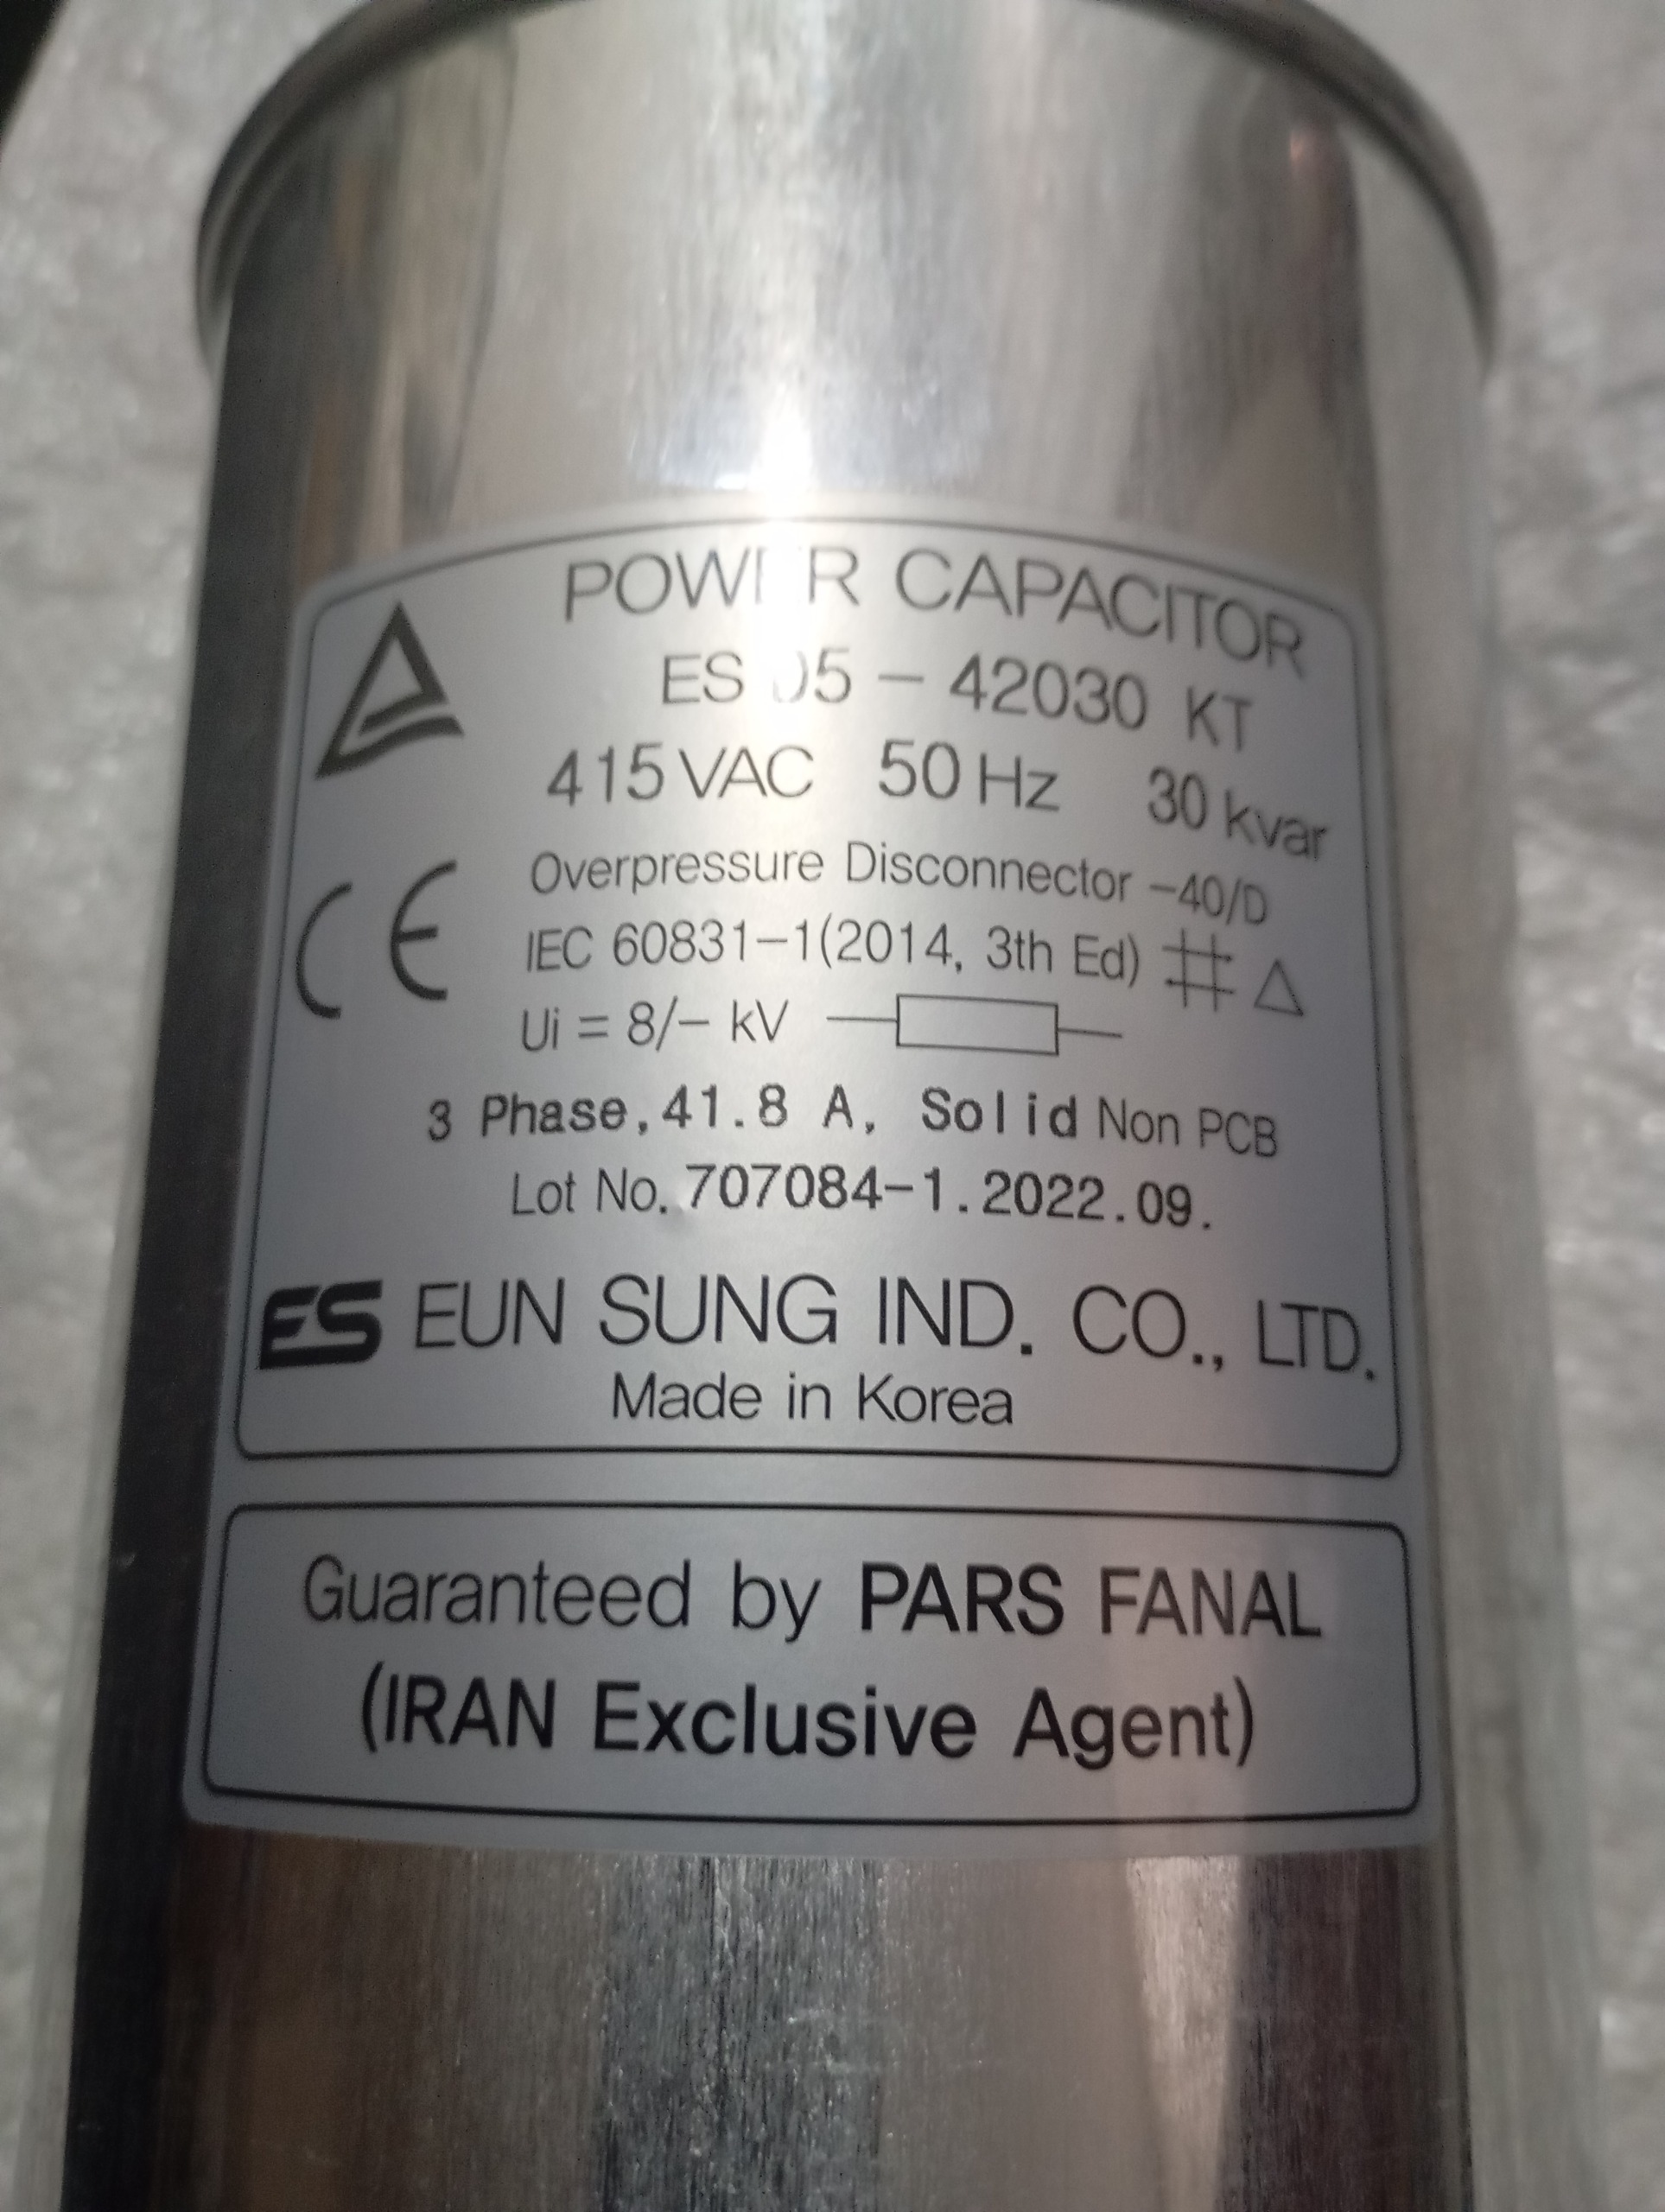 POWER CAPACITOR
ES 05 - 42030 KT
415 VAC 50 Hz 30 kvar
Overpressure Disconnector -40/D
CE
IEC 60831-1(2014, 3th Ed)
Ui = 8/- kV
3 Phase, 41.8 A, Solid Non PCB
Lot No. 707084-1.2022.09.
ES EUN SUNG IND. CO., LTD.
Made in Korea
Guaranteed by PARS FANAL
(IRAN Exclusive Agent)